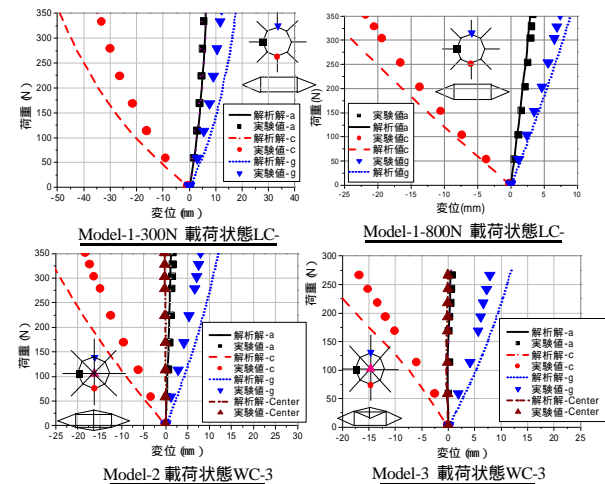 荷重(N)
350
300
250
200
150
100
50
0
-50 -40 -30 -20 -10 0 10 20 30 40
変位(mm)
解析解-a
実験値-a
解析解-c
実験値-c
解析解-g
実験値-g
Model-1-300N 載荷状態LC-
荷重(N)
350
300
250
200
150
100
50
0
-25 -20 -15 -10 -5 0 5 10
変位(mm)
実験値a
解析値a
実験値c
解析値c
実験値g
解析値g
Model-1-800N 載荷状態LC-
荷重(N)
350
300
250
200
150
100
50
0
-25 -20 -15 -10 -5 0 5 10 15 20 25 30
変位(mm)
解析解-a
実験値-a
解析解-c
実験値-c
解析解-g
実験値-g
解析解-Center
実験値-Center
Model-2 載荷状態WC-3
荷重(N)
300
250
200
150
100
50
0
-20 -15 -10 -5 0 5 10 15 20 25
変位(mm)
解析解-a
実験値-a
解析解-c
実験値-c
解析解-g
実験値-g
解析解-Center
実験値-Center
Model-3 載荷状態WC-3